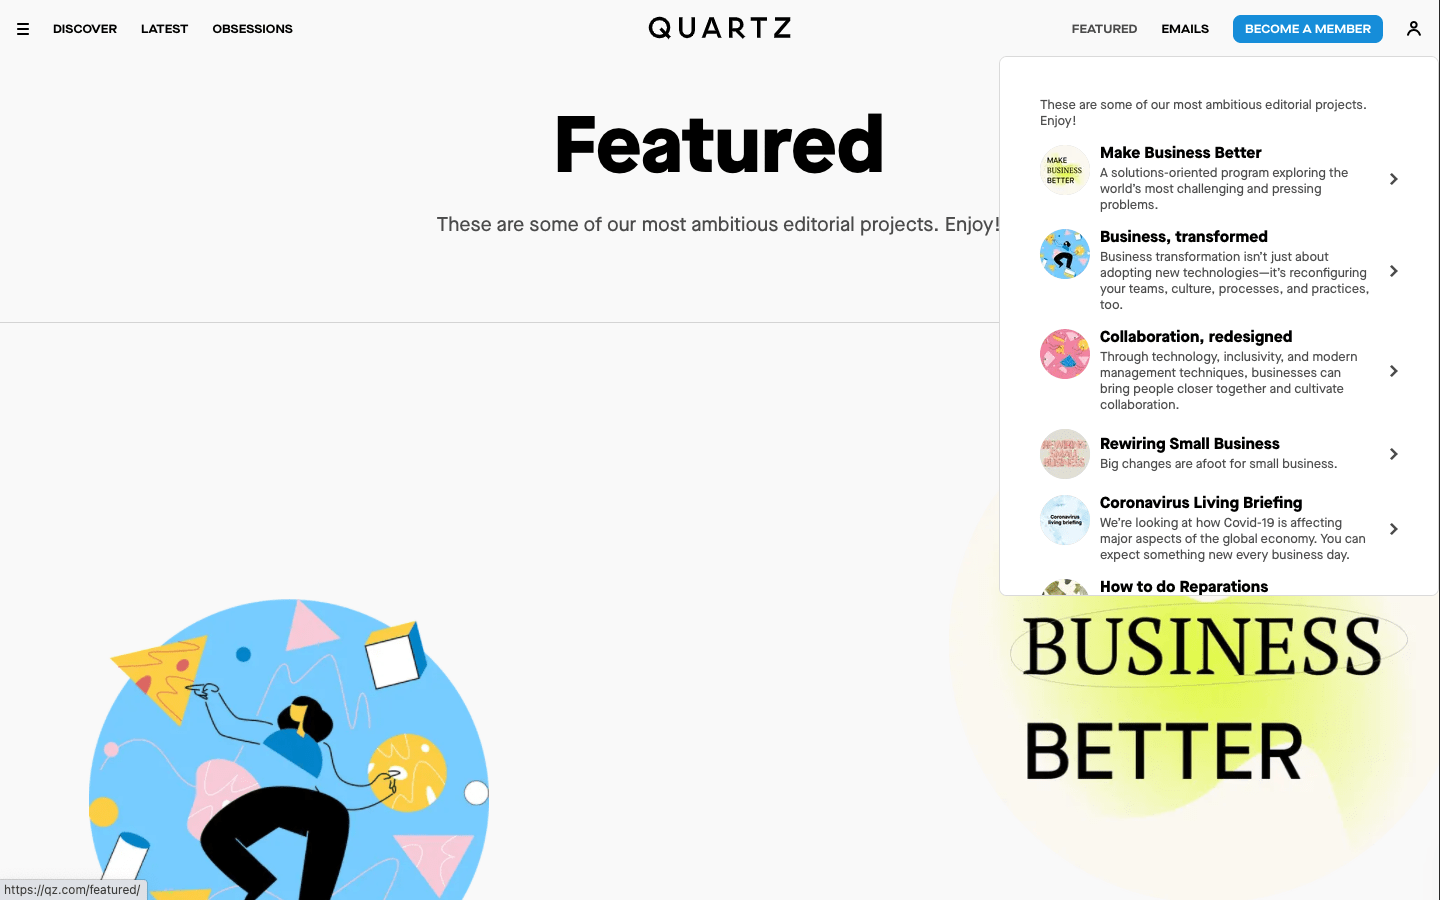 DISCOVER
LATEST
OBSESSIONS
QUARTZ
FEATURED
EMAILS
BECOME A MEMBER
Featured
These are some of our most ambitious editorial projects. Enjoy!
These are some of our most ambitious editorial projects.
Enjoy!
MAKE
BUSINESS
BETTER
Make Business Better
A solutions-oriented program exploring the
world's most challenging and pressing
problems.
Business, transformed
Business transformation isn't just about
adopting new technologies—it's reconfiguring
your teams, culture, processes, and practices,
too.
Collaboration, redesigned
Through technology, inclusivity, and modern
management techniques, businesses can
bring people closer together and cultivate
collaboration.
REWIRING
SMALL
BUSINESS
Rewiring Small Business
Big changes are afoot for small business.
Coronavirus
living briefing
Coronavirus Living Briefing
We're looking at how Covid-19 is affecting
major aspects of the global economy. You can
expect something new every business day.
How to do Reparations
BUSINESS
BETTER
https://qz.com/featured/